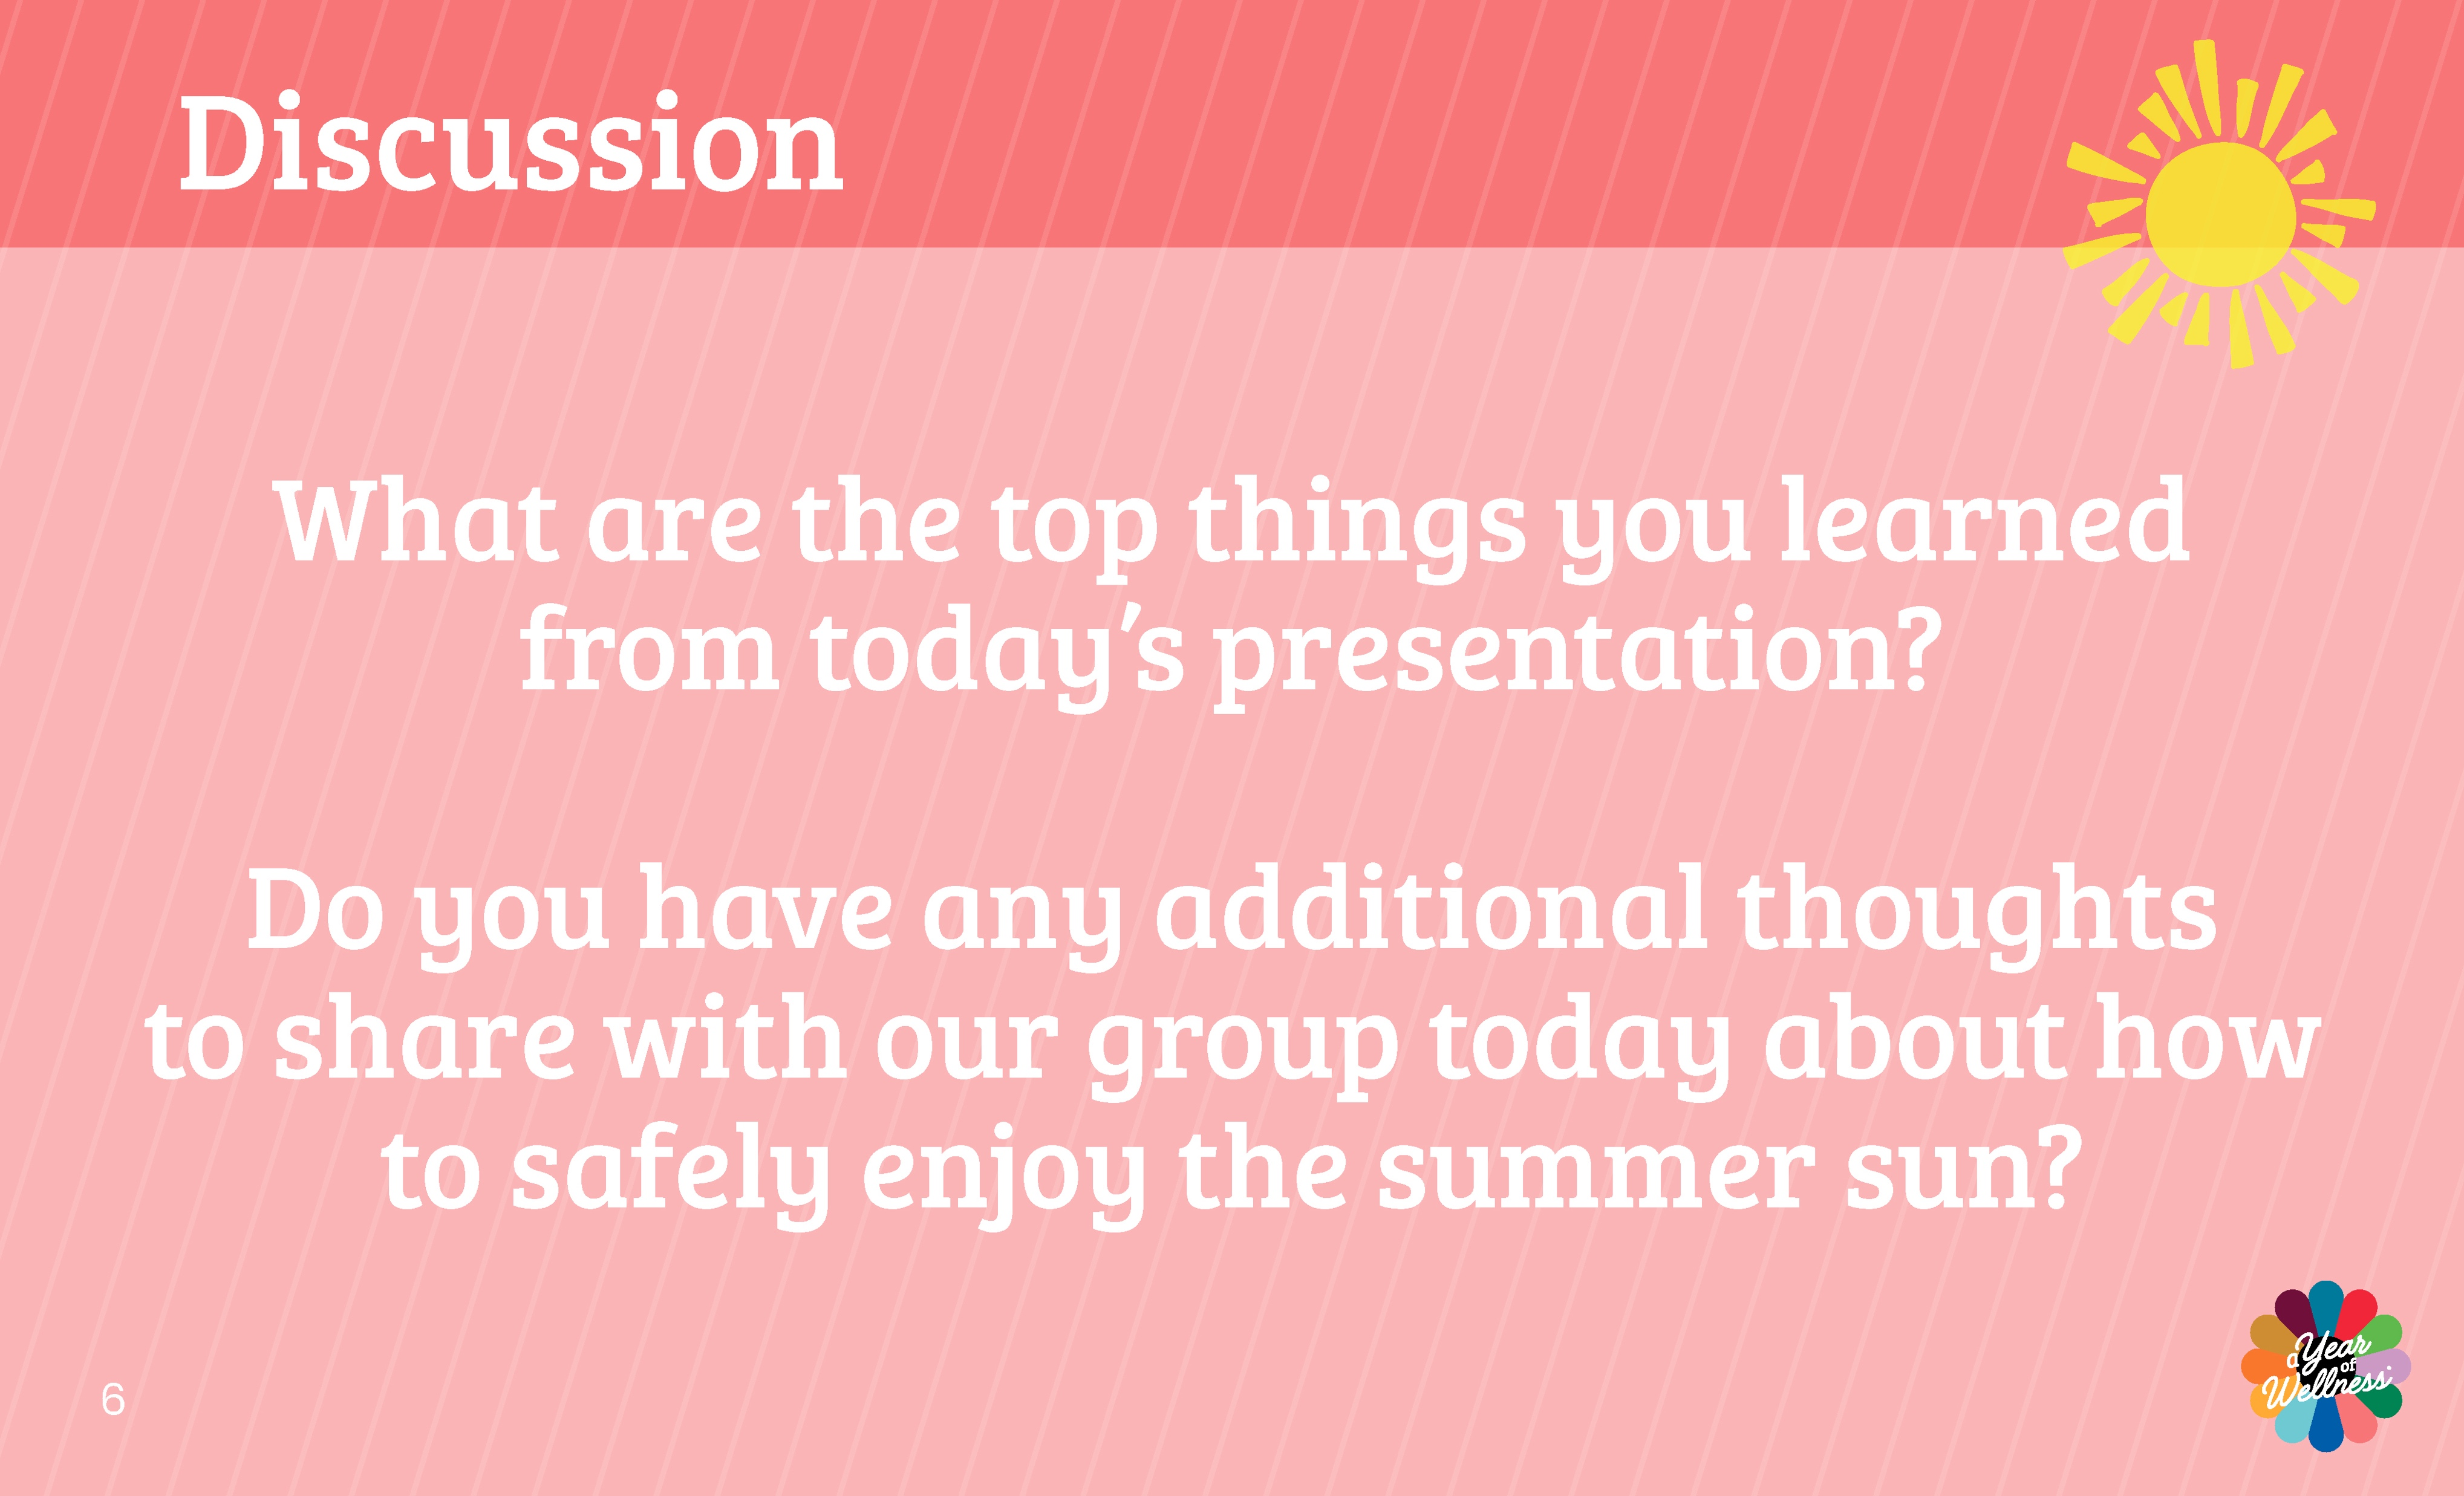 Discussion
What are the top things you learned
from today's presentation?
Do you have any additional thoughts
to share with our group today about how
to safely enjoy the summer sun?
6
a Year
of
Wellness